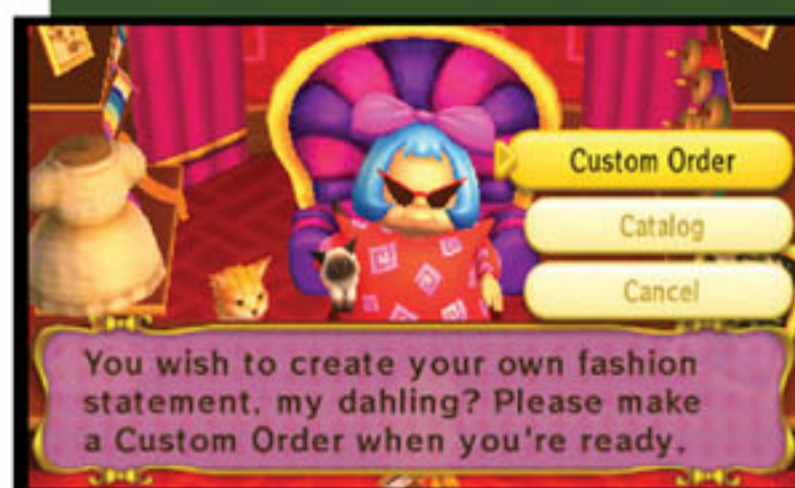 Custom Order
Catalog
Cancel
You wish to create your own fashion
statement, my dahling? Please make
a Custom Order when you're ready.